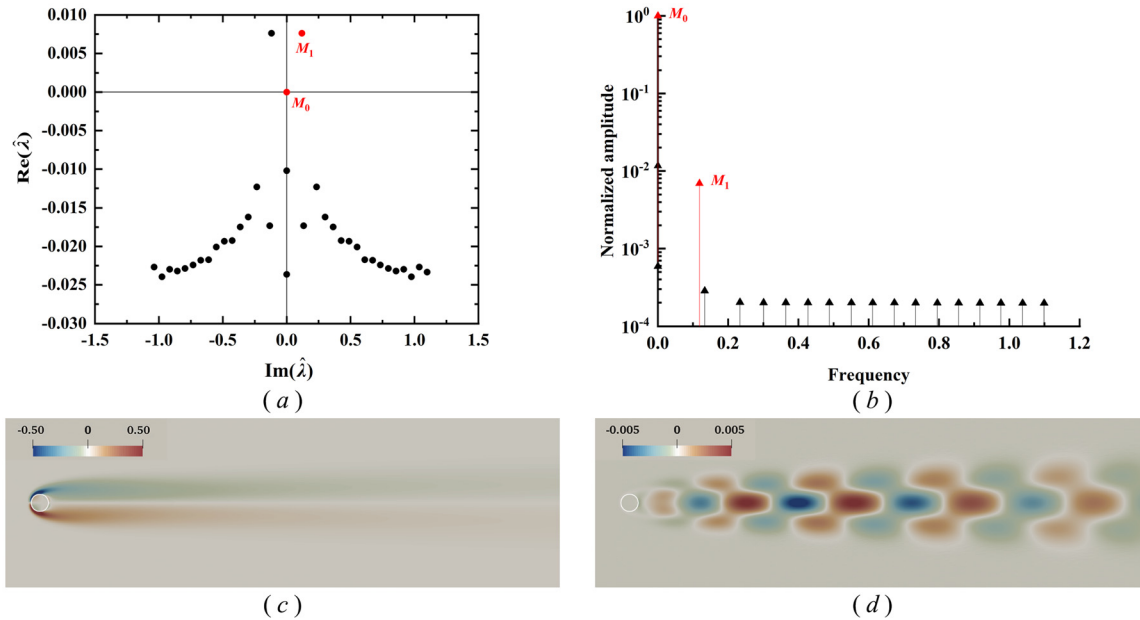 0.010
0.005
0.000
-0.005
-0.010
-0.015
-0.020
-0.025
-0.030
Re(λ̂)
M₁
M₀
-1.5 -1.0 -0.5 0.0 0.5 1.0 1.5
Im(λ̂)
(a)
10⁰
10⁻¹
10⁻²
10⁻³
10⁻⁴
Normalized amplitude
M₀
M₁
0.0 0.2 0.4 0.6 0.8 1.0 1.2
Frequency
(b)
-0.50 0 0.50
(c)
-0.005 0 0.005
(d)